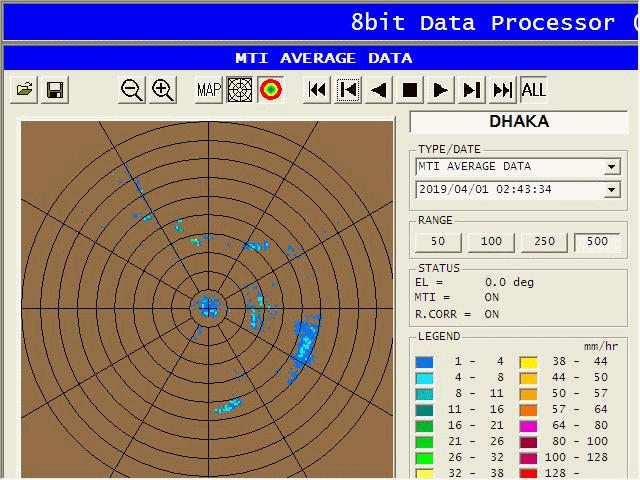 8bit Data Processor
MTI AVERAGE DATA
MAP
ALL
DHAKA
TYPE/DATE
MTI AVERAGE DATA
2019/04/01 02:43:34
RANGE
50 100 250 500
STATUS
EL = 0.0 deg
MTI = ON
R.CORR = ON
LEGEND
mm/hr
1 - 4 38 - 44
4 - 8 44 - 50
8 - 11 50 - 57
11 - 16 57 - 64
16 - 21 64 - 80
21 - 26 80 - 100
26 - 32 100 - 128
32 - 38 128 -